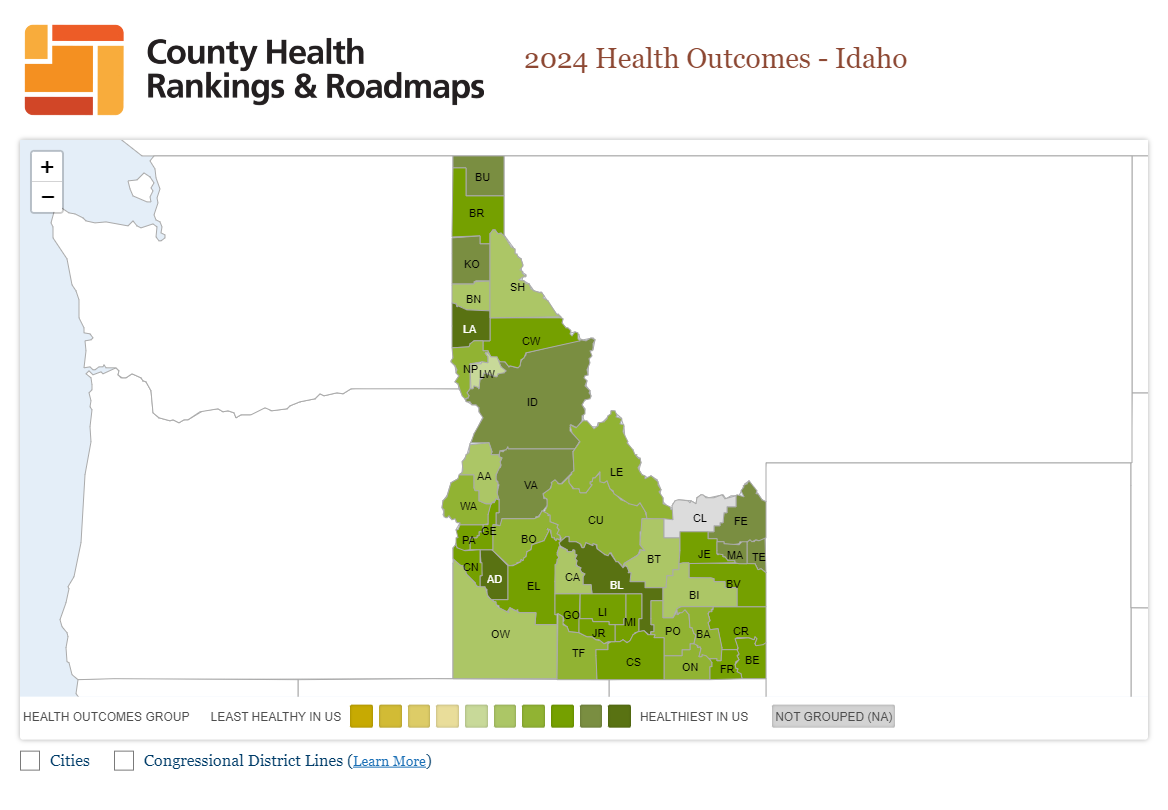 County Health
Rankings & Roadmaps
2024 Health Outcomes - Idaho
+
−
BU
BR
KO
SH
BN
LA
CW
NP
LW
ID
LE
AA
VA
WA
CU
CL
FE
GE
PA
BO
BT
JE
MA
TE
CN
AD
EL
CA
BL
BV
BI
GO
LI
MI
JR
OW
PO
BA
CR
TF
CS
ON
FR
BE
HEALTH OUTCOMES GROUP LEAST HEALTHY IN US HEALTHIEST IN US NOT GROUPED (NA)
Cities Congressional District Lines (Learn More)